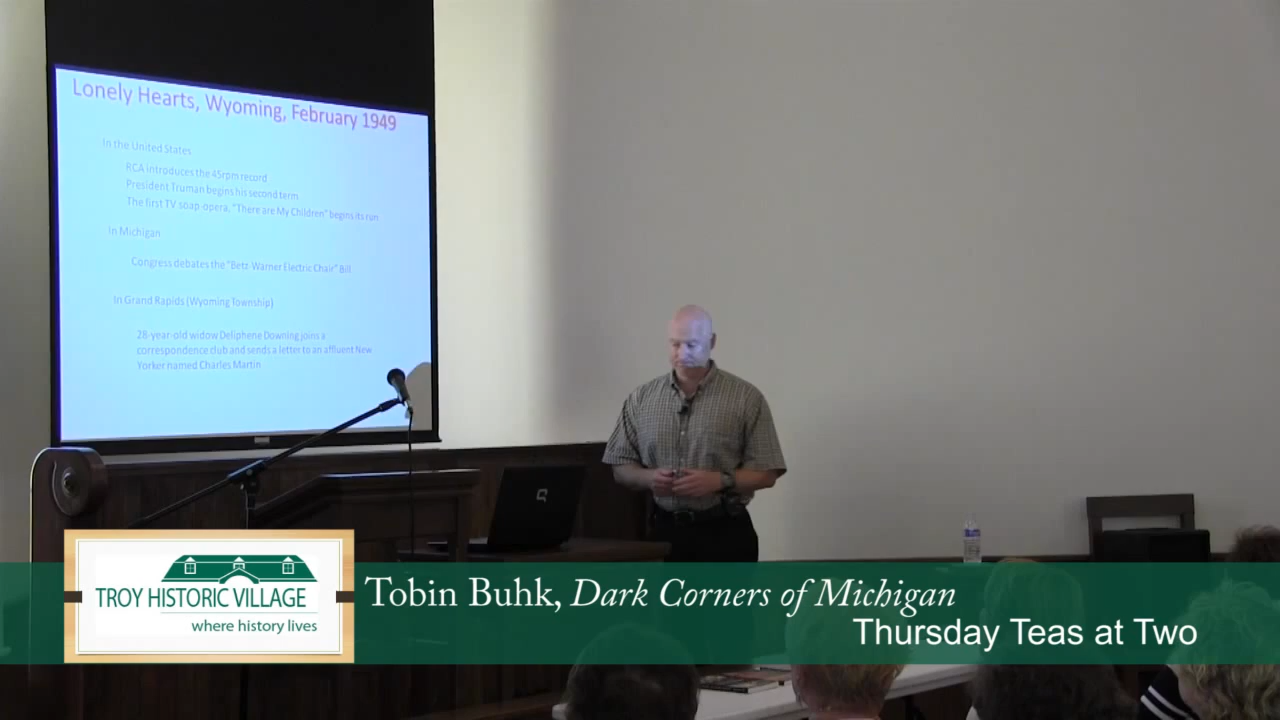 Lonely Hearts, Wyoming, February 1949
In the United States
RCA introduces the 45rpm record
President Truman begins his second term
The first TV soap-opera, "There are My Children" begins its run
In Michigan
Congress debates the "Betz-Warner Electric Chair" Bill
In Grand Rapids (Wyoming Township)
28-year-old widow Deliphene Downing joins a
correspondence club and sends a letter to an affluent New
Yorker named Charles Martin
TROY HISTORIC VILLAGE
where history lives
Tobin Buhk, Dark Corners of Michigan
Thursday Teas at Two